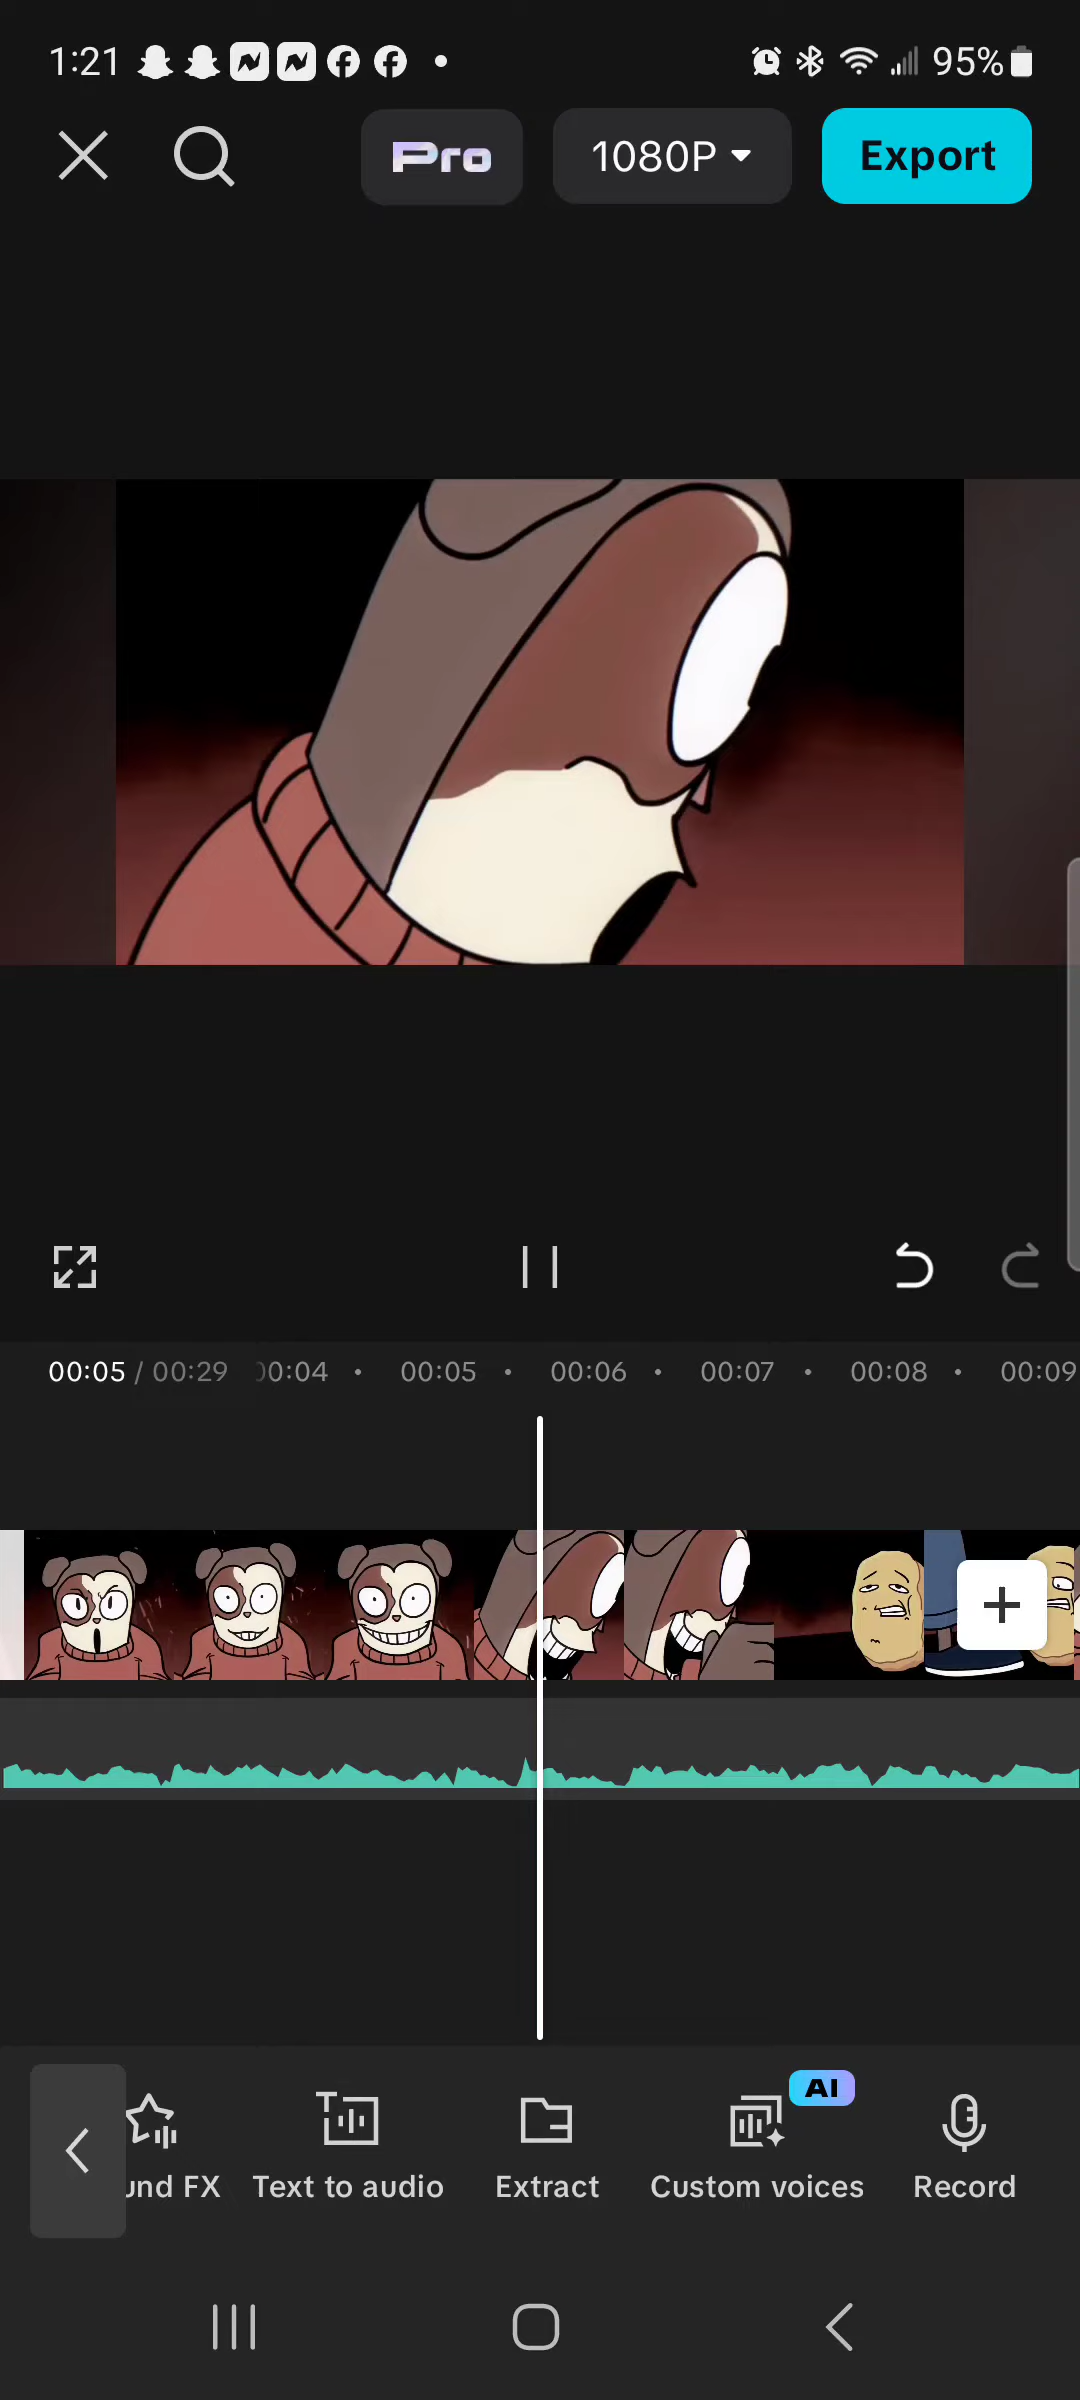 1:21 95%
Pro 1080P Export
00:05 / 00:29 00:04 00:05 00:06 00:07 00:08 00:09
AI
und FX Text to audio Extract Custom voices Record